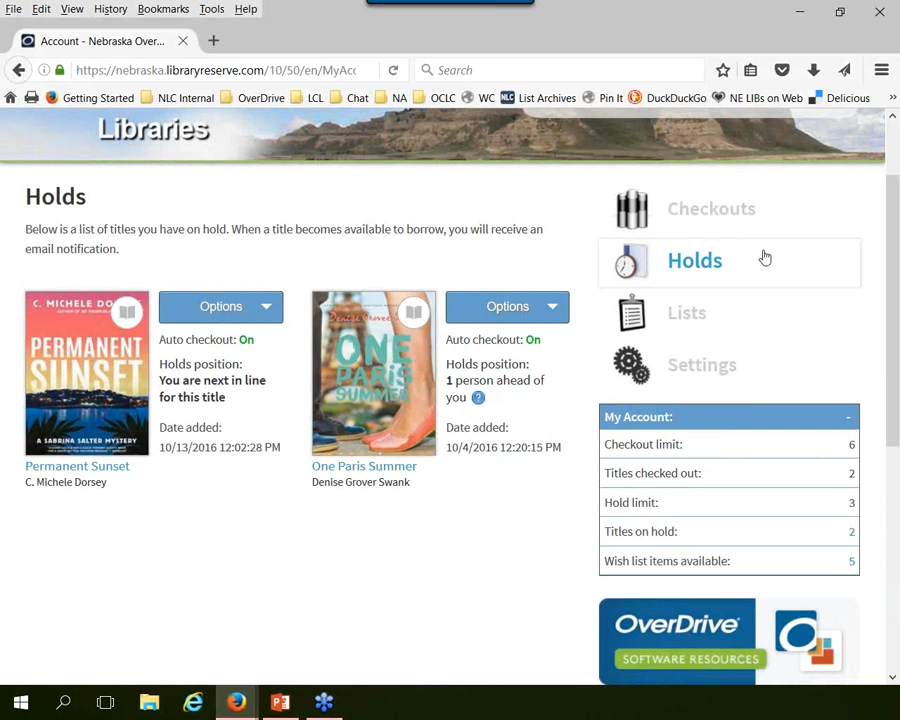 File Edit View History Bookmarks Tools Help
Account - Nebraska Over...
https://nebraska.libraryreserve.com/10/50/en/MyAcc
Search
Getting Started NLC Internal OverDrive LCL Chat NA OCLC WC NLC List Archives Pin It DuckDuckGo NE LIBs on Web Delicious
Libraries
Holds
Below is a list of titles you have on hold. When a title becomes available to borrow, you will receive an
email notification.
C. MICHELE DO
PERMANENT
SUNSET
A SABRINA SALTER MYSTERY
Options
Auto checkout: On
Holds position:
You are next in line
for this title
Date added:
10/13/2016 12:02:28 PM
Permanent Sunset
C. Michele Dorsey
Denise Grover
ONE
PARIS
SUMMER
Options
Auto checkout: On
Holds position:
1 person ahead of
you ?
Date added:
10/4/2016 12:20:15 PM
One Paris Summer
Denise Grover Swank
Checkouts
Holds
Lists
Settings
My Account: -
Checkout limit: 6
Titles checked out: 2
Hold limit: 3
Titles on hold: 2
Wish list items available: 5
OverDrive
SOFTWARE RESOURCES